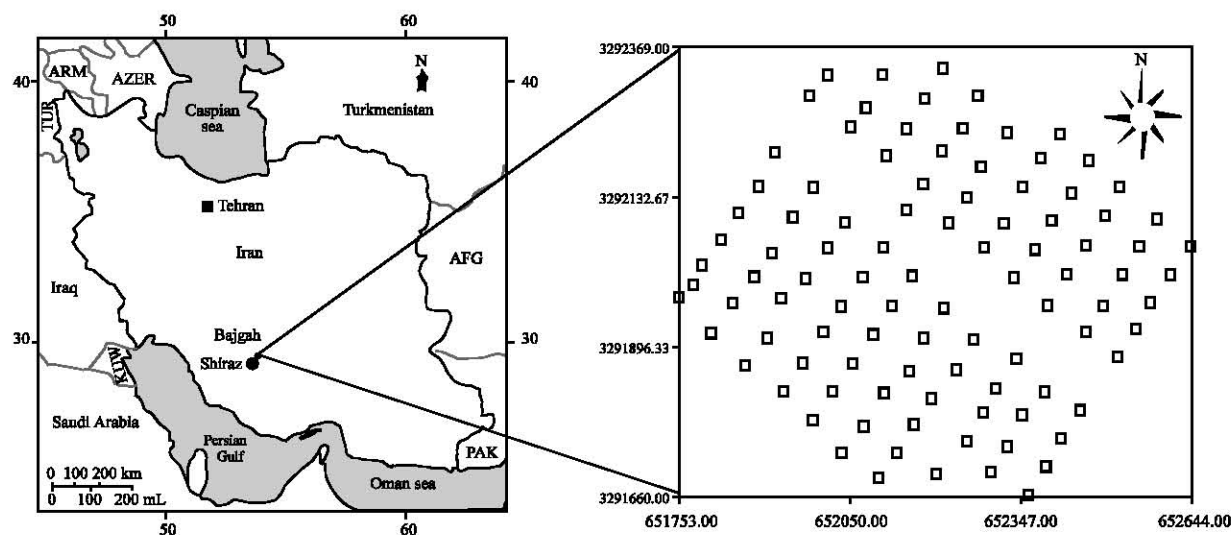 50
60
N
40
ARM
AZER
40
TUR
Caspian
sea
Turkmenistan
Tehran
Iran
AFG
Iraq
Bajgah
30
30
Shiraz
KUW
Saudi Arabia
Persian
Gulf
PAK
0 100 200 km
Oman sea
0 100 200 mL
50
60
3292369.00
N
3292132.67
3291896.33
3291660.00
651753.00
652050.00
652347.00
652644.00